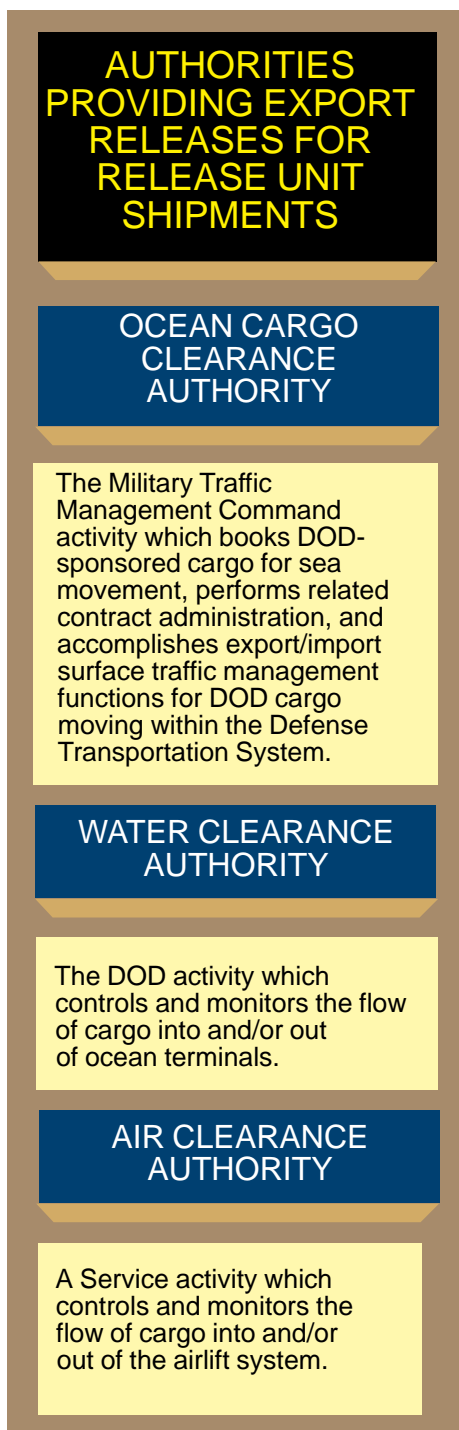 AUTHORITIES
PROVIDING EXPORT
RELEASES FOR
RELEASE UNIT
SHIPMENTS
OCEAN CARGO
CLEARANCE
AUTHORITY
The Military Traffic
Management Command
activity which books DOD-
sponsored cargo for sea
movement, performs related
contract administration, and
accomplishes export/import
surface traffic management
functions for DOD cargo
moving within the Defense
Transportation System.
WATER CLEARANCE
AUTHORITY
The DOD activity which
controls and monitors the flow
of cargo into and/or out
of ocean terminals.
AIR CLEARANCE
AUTHORITY
A Service activity which
controls and monitors the
flow of cargo into and/or
out of the airlift system.